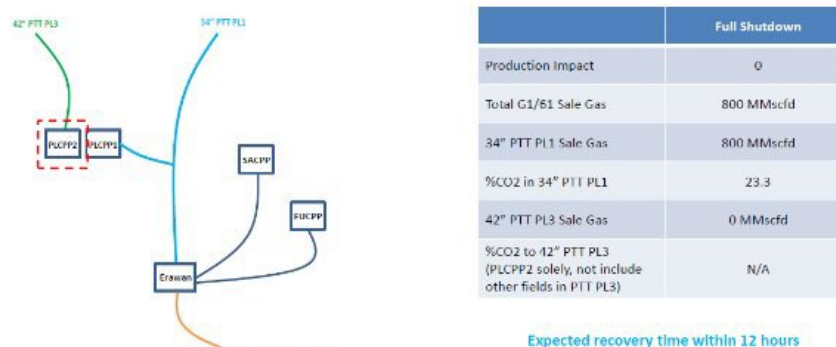 42" PTT PL3
34" PTT PL1
PLCPP2
PLCPP1
SACPP
FUCPP
Erawan
Full Shutdown
Production Impact
0
Total G1/61 Sale Gas
800 MMscfd
34" PTT PL1 Sale Gas
800 MMscfd
%CO2 in 34" PTT PL1
23.3
42" PTT PL3 Sale Gas
0 MMscfd
%CO2 to 42" PTT PL3
(PLCPP2 solely, not include
other fields in PTT PL3)
N/A
Expected recovery time within 12 hours